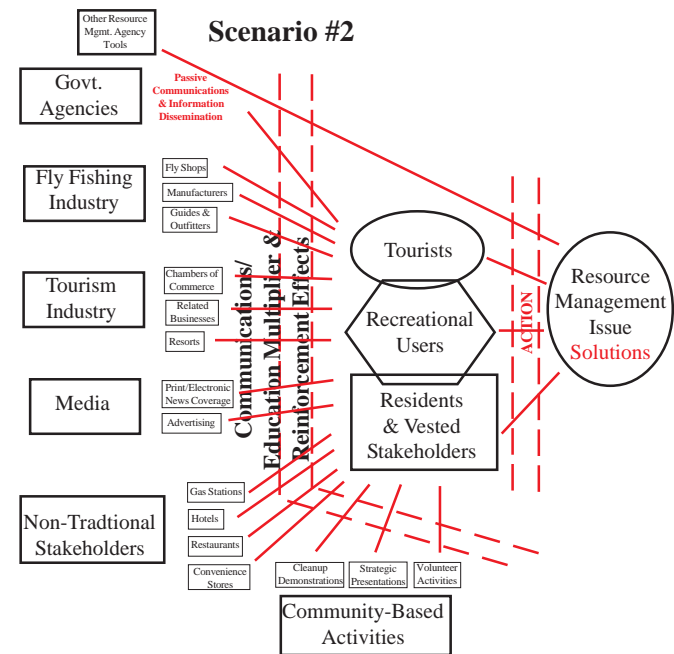 Scenario #2
Other Resource
Mgmt. Agency
Tools
Govt.
Agencies
Passive
Communications
& Information
Dissemination
Fly Fishing
Industry
Fly Shops
Manufacturers
Guides &
Outfitters
Tourism
Industry
Chambers of
Commerce
Related
Businesses
Resorts
Media
Print/Electronic
News Coverage
Advertising
Non-Tradtional
Stakeholders
Gas Stations
Hotels
Restaurants
Convenience
Stores
Communications/
Education Multiplier &
Reinforcement Effects
Tourists
Recreational
Users
Residents
& Vested
Stakeholders
ACTION
Resource
Management
Issue
Solutions
Cleanup
Demonstrations
Strategic
Presentations
Volunteer
Activities
Community-Based
Activities